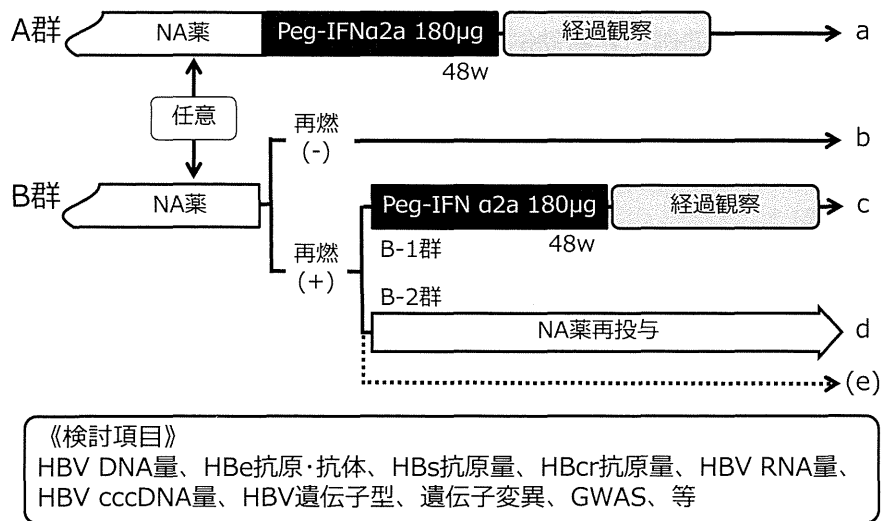 A群
NA薬
Peg-IFNα2a 180μg
経過観察
a
48w
任意
再燃
(-)
b
B群
NA薬
Peg-IFN α2a 180μg
経過観察
c
48w
B-1群
再燃
(+)
B-2群
NA薬再投与
d
(e)
《検討項目》
HBV DNA量、HBe抗原・抗体、HBs抗原量、HBcr抗原量、HBV RNA量、
HBV cccDNA量、HBV遺伝子型、遺伝子変異、GWAS、等